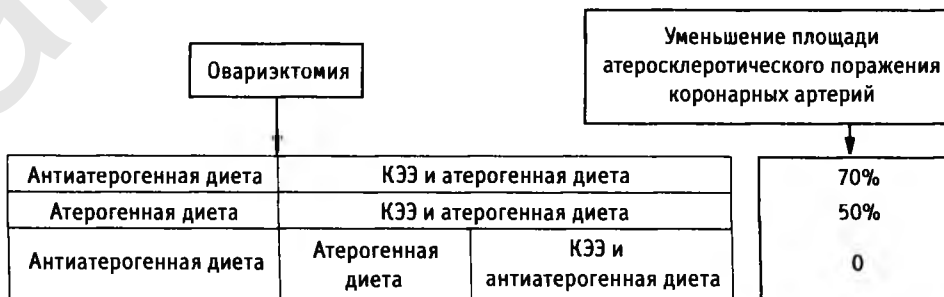 Овариэктомия
Уменьшение площади
атеросклеротического поражения
коронарных артерий
Антиатерогенная диета КЭЭ и атерогенная диета 70%
Атерогенная диета КЭЭ и атерогенная диета 50%
Антиатерогенная диета
Атерогенная
диета
КЭЭ и
антиатерогенная диета
0